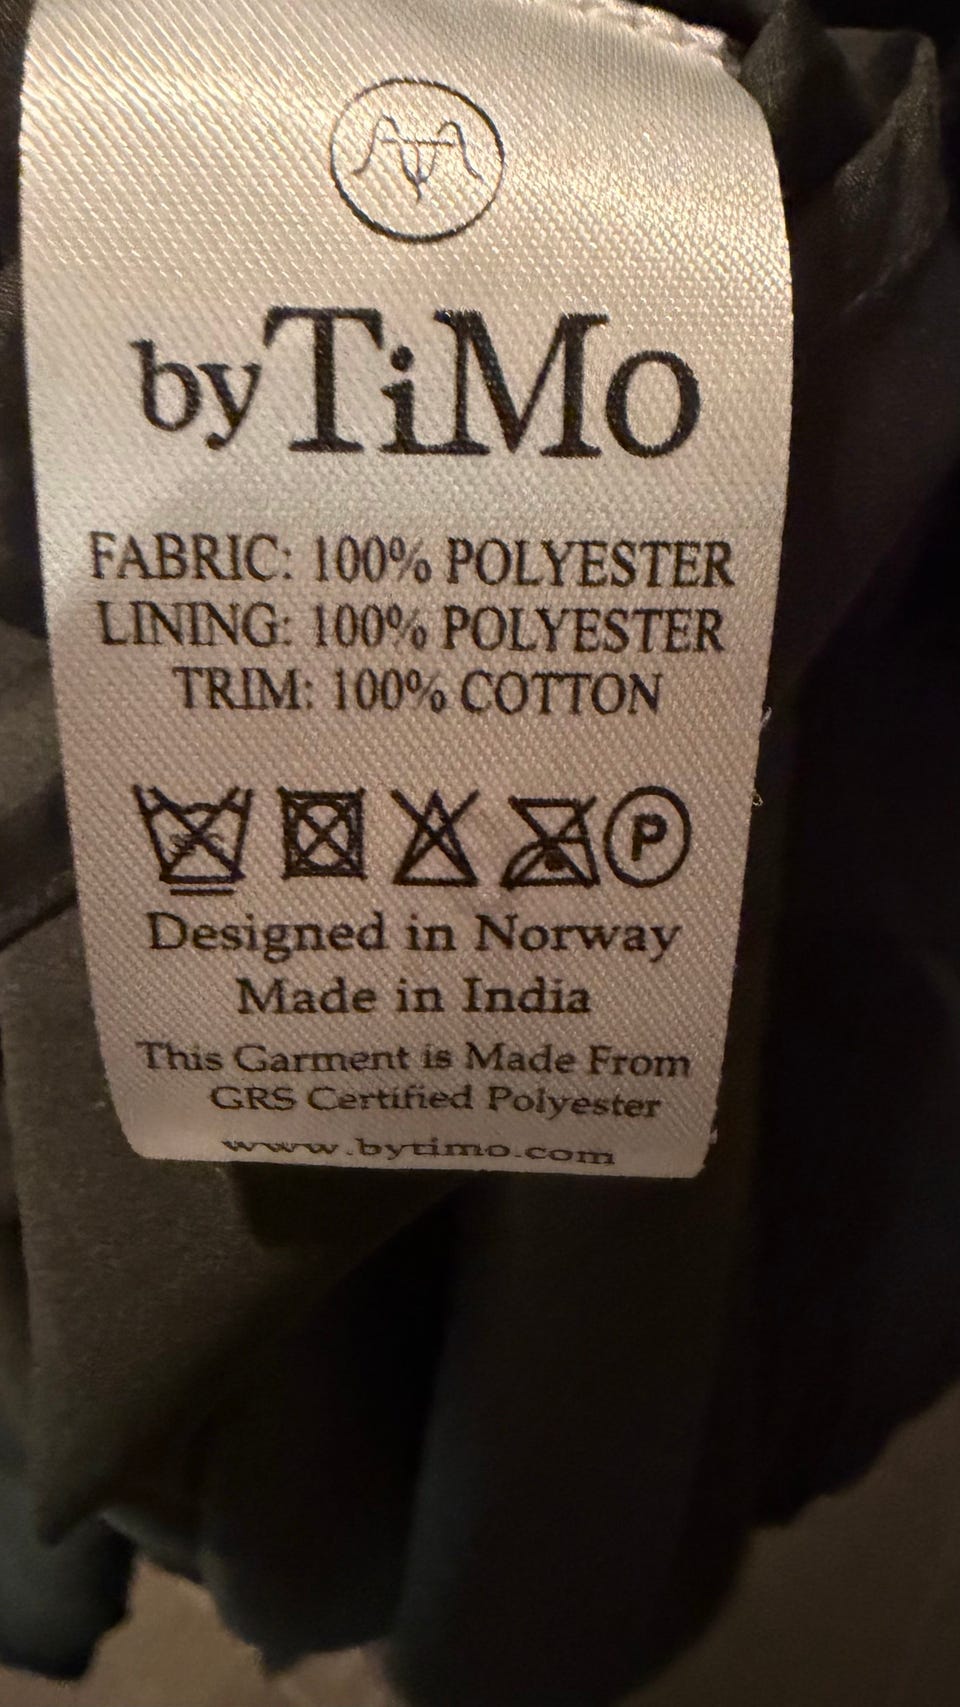 byTiMo
FABRIC: 100% POLYESTER
LINING: 100% POLYESTER
TRIM: 100% COTTON
P
Designed in Norway
Made in India
This Garment is Made From
GRS Certified Polyester
www.bytimo.com